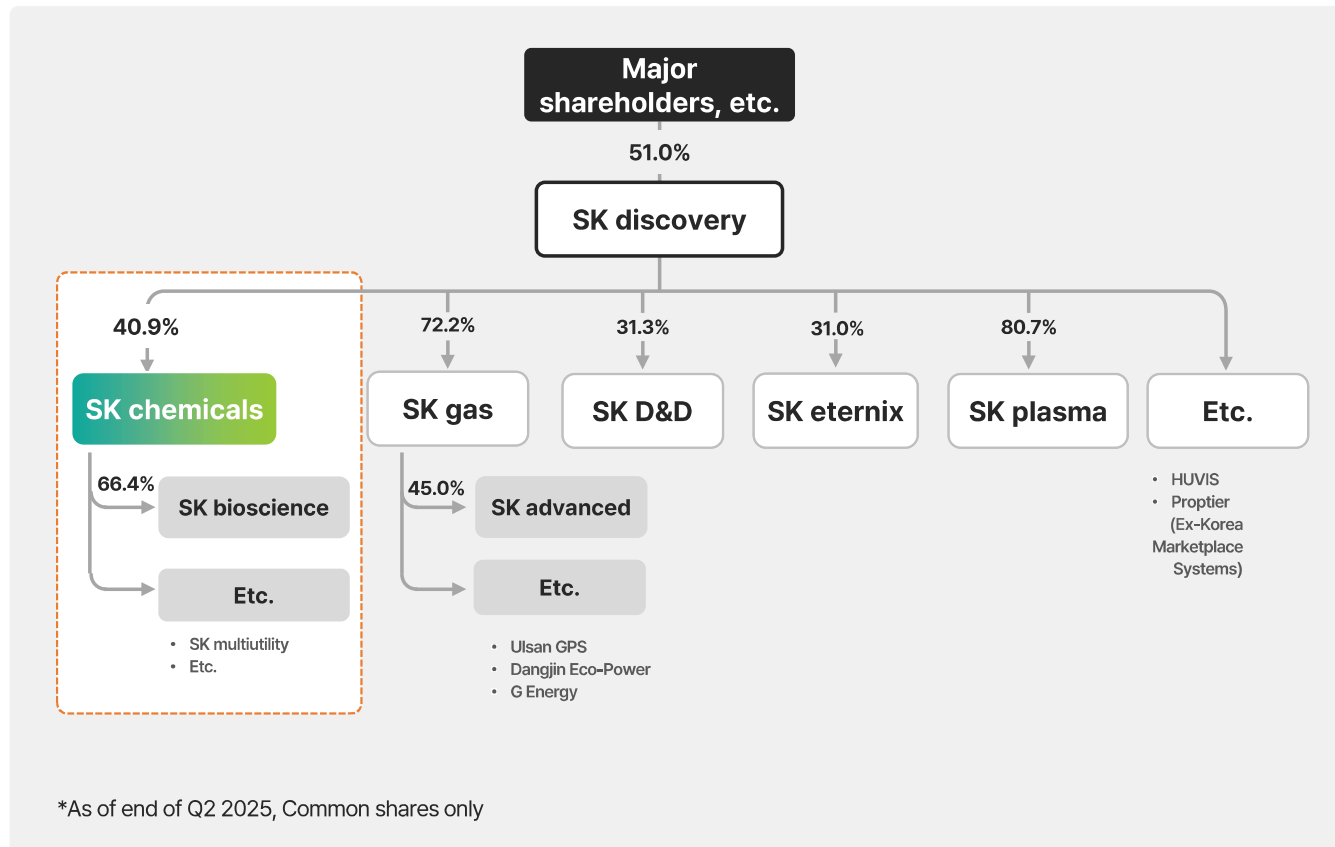 Major
shareholders, etc.
51.0%
SK discovery
40.9%
72.2%
31.3%
31.0%
80.7%
SK chemicals
SK gas
SK D&D
SK eternix
SK plasma
Etc.
66.4%
SK bioscience
Etc.
• SK multiutility
• Etc.
45.0%
SK advanced
Etc.
• Ulsan GPS
• Dangjin Eco-Power
• G Energy
• HUVIS
• Proptier
(Ex-Korea
Marketplace
Systems)
*As of end of Q2 2025, Common shares only